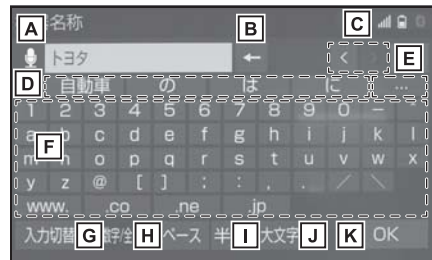 A 名称 B C
トヨタ ← < > E
D 自動車 の は に ...
1 2 3 4 5 6 7 8 9 0 -
a b c d e f g h i j k l
F
m n o p q r s t u v w x
y z @ [ ] ; : , . / \
www. .co .ne .jp
入力切替 G 字/全 H ペース 半 I 大文字 J K OK